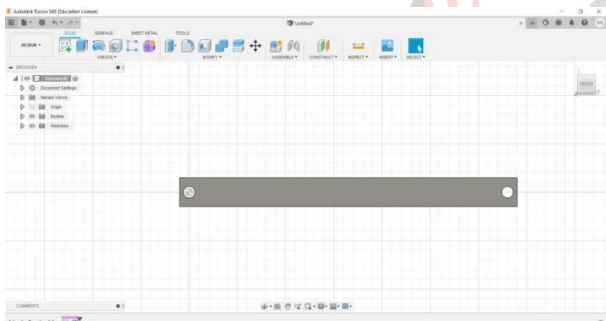 Autodesk Fusion 360 (Education License)
Untitled*
SOLID SURFACE SHEET METAL TOOLS
DESIGN
CREATE MODIFY ASSEMBLE CONSTRUCT INSPECT INSERT SELECT
BROWSER
(Unsaved)
Document Settings
Named Views
Origin
Bodies
Sketches
FRONT
COMMENTS